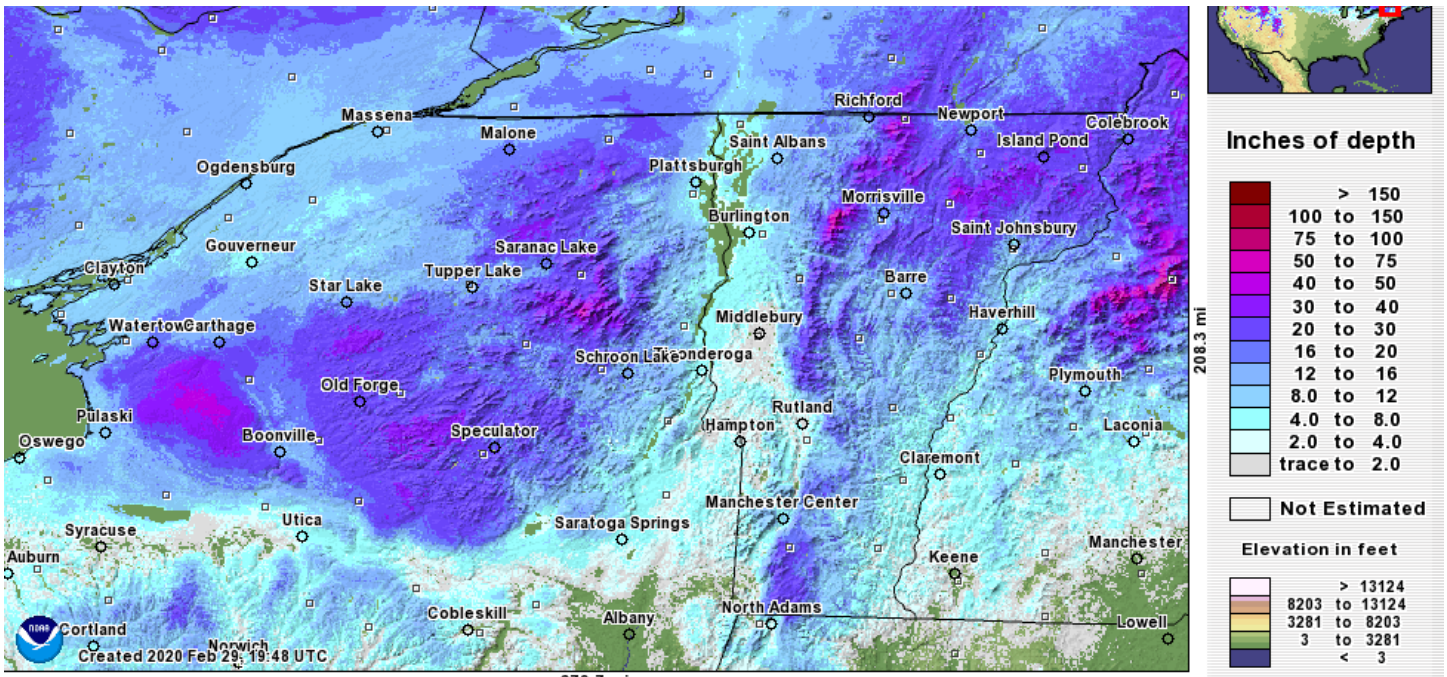 Massena
Malone
Richford
Newport
Colebrook
Island Pond
Saint Albans
Ogdensburg
Plattsburgh
Morrisville
Burlington
Saint Johnsbury
Gouverneur
Saranac Lake
Clayton
Tupper Lake
Star Lake
Barre
Haverhill
Middlebury
Carthage
Schroon Lake
Plymouth
Old Forge
Rutland
Pulaski
Speculator
Hampton
Laconia
Oswego
Boonville
Claremont
Manchester Center
Saratoga Springs
Utica
Syracuse
Manchester
Auburn
Keene
Cobleskill
Albany
North Adams
Lowell
Cortland
Norwich
NOAA
Created 2020 Feb 29, 19:48 UTC
208.3 mi
Inches of depth
> 150
100 to 150
75 to 100
50 to 75
40 to 50
30 to 40
20 to 30
16 to 20
12 to 16
8.0 to 12
4.0 to 8.0
2.0 to 4.0
trace to 2.0
Not Estimated
Elevation in feet
> 13124
8203 to 13124
3281 to 8203
3 to 3281
< 3